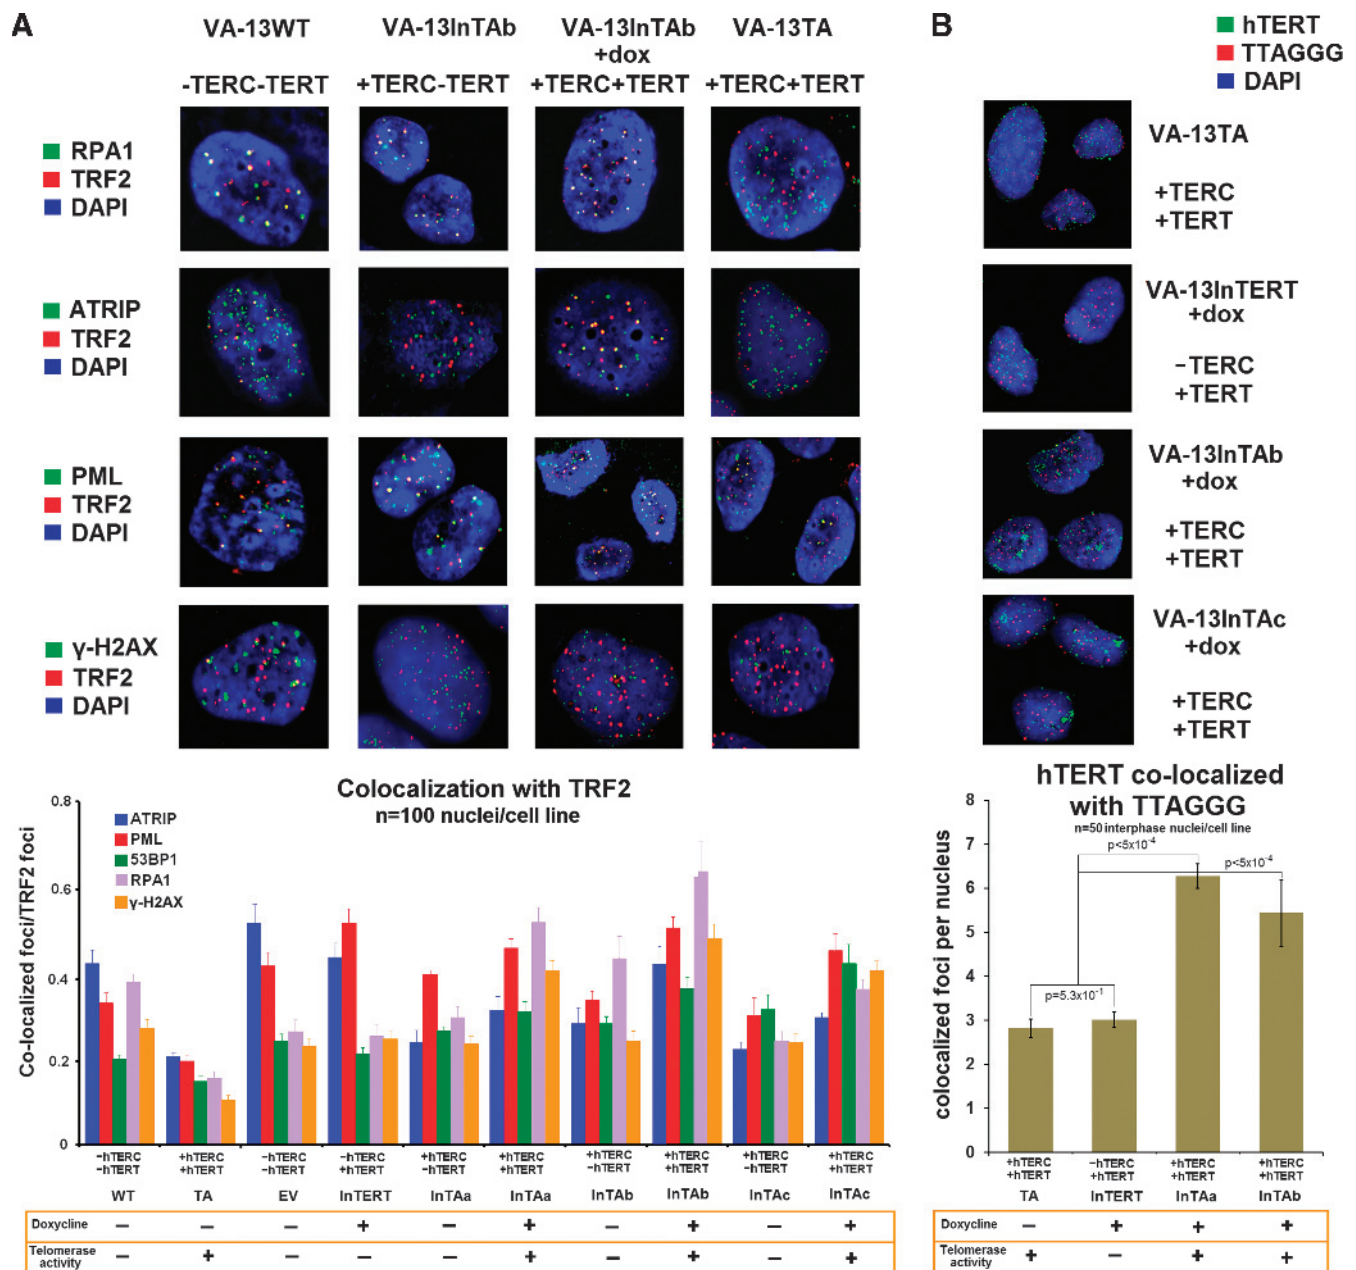 A
VA-13WT
VA-13InTAb
VA-13InTAb
+dox
VA-13TA
-TERC-TERT
+TERC-TERT
+TERC+TERT
+TERC+TERT
RPA1
TRF2
DAPI
ATRIP
TRF2
DAPI
PML
TRF2
DAPI
γ-H2AX
TRF2
DAPI
Colocalization with TRF2
n=100 nuclei/cell line
ATRIP
PML
53BP1
RPA1
γ-H2AX
Co-localized foci/TRF2 foci
0.8
0.6
0.4
0.2
0
-hTERC +hTERC -hTERC -hTERC +hTERC +hTERC +hTERC +hTERC +hTERC +hTERC
-hTERT +hTERT -hTERT +hTERT -hTERT +hTERT -hTERT +hTERT -hTERT +hTERT
WT TA EV InTERT InTAa InTAa InTAb InTAb InTAc InTAc
Doxycline − − − + − + − + − +
Telomerase
activity − + − − − + − + − +
B
hTERT
TTAGGG
DAPI
VA-13TA
+TERC
+TERT
VA-13InTERT
+dox
−TERC
+TERT
VA-13InTAb
+dox
+TERC
+TERT
VA-13InTAc
+dox
+TERC
+TERT
hTERT co-localized
with TTAGGG
n=50 interphase nuclei/cell line
p<5x10-4
p<5x10-4
p=5.3x10-1
colocalized foci per nucleus
8
7
6
5
4
3
2
1
0
+hTERC -hTERC +hTERC +hTERC
+hTERT +hTERT +hTERT +hTERT
TA InTERT InTAa InTAb
Doxycline − + + +
Telomerase
activity + − + +